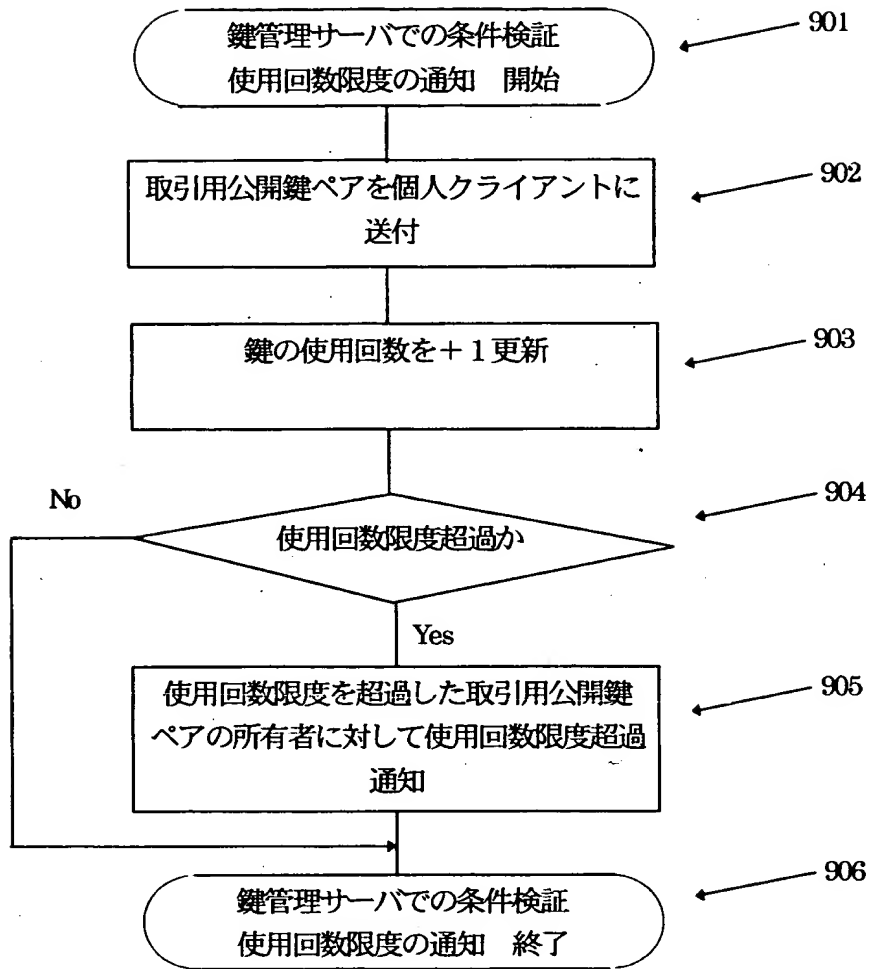 鍵管理サーバでの条件検証
使用回数限度の通知　開始
901
取引用公開鍵ペアを個人クライアントに
送付
902
鍵の使用回数を＋１更新
903
No
使用回数限度超過か
904
Yes
使用回数限度を超過した取引用公開鍵
ペアの所有者に対して使用回数限度超過
通知
905
鍵管理サーバでの条件検証
使用回数限度の通知　終了
906